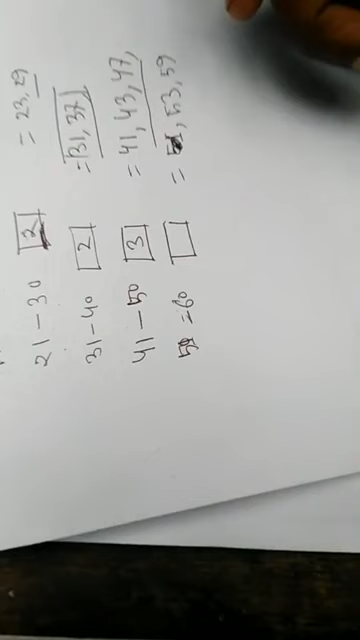 21 - 30 2 = 23, 29
31 - 40 2 = 31, 37
41 - 50 3 = 41, 43, 47,
= 60 = , 53, 59